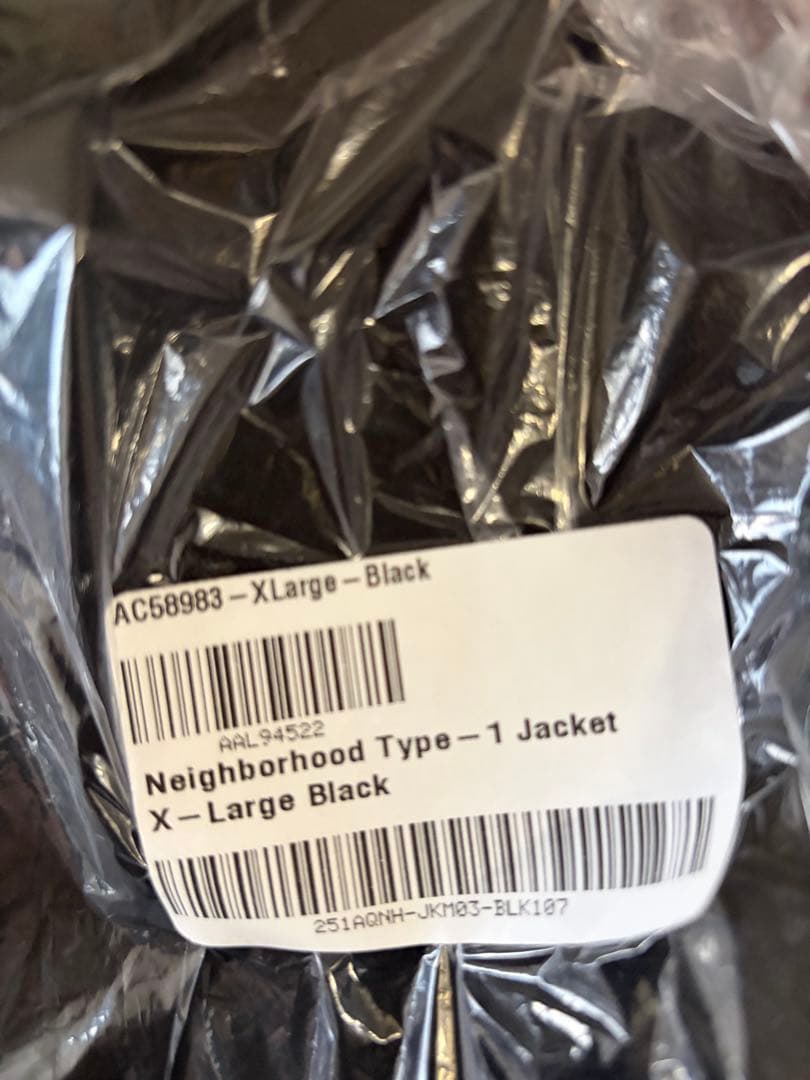 AC58983-XLarge-Black
AAL94522
Neighborhood Type-1 Jacket
X-Large Black
251AQNH-JKM03-BLK107